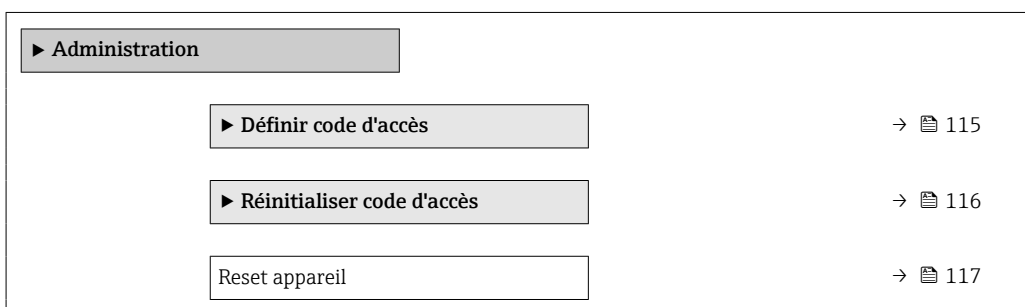 ▶ Administration
▶ Définir code d'accès → 115
▶ Réinitialiser code d'accès → 116
Reset appareil → 117